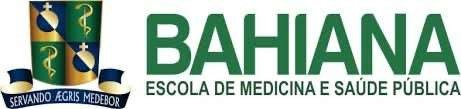 BAHIANA
ESCOLA DE MEDICINA E SAÚDE PÚBLICA
SERVANDO ÆGRIS MEDEBOR